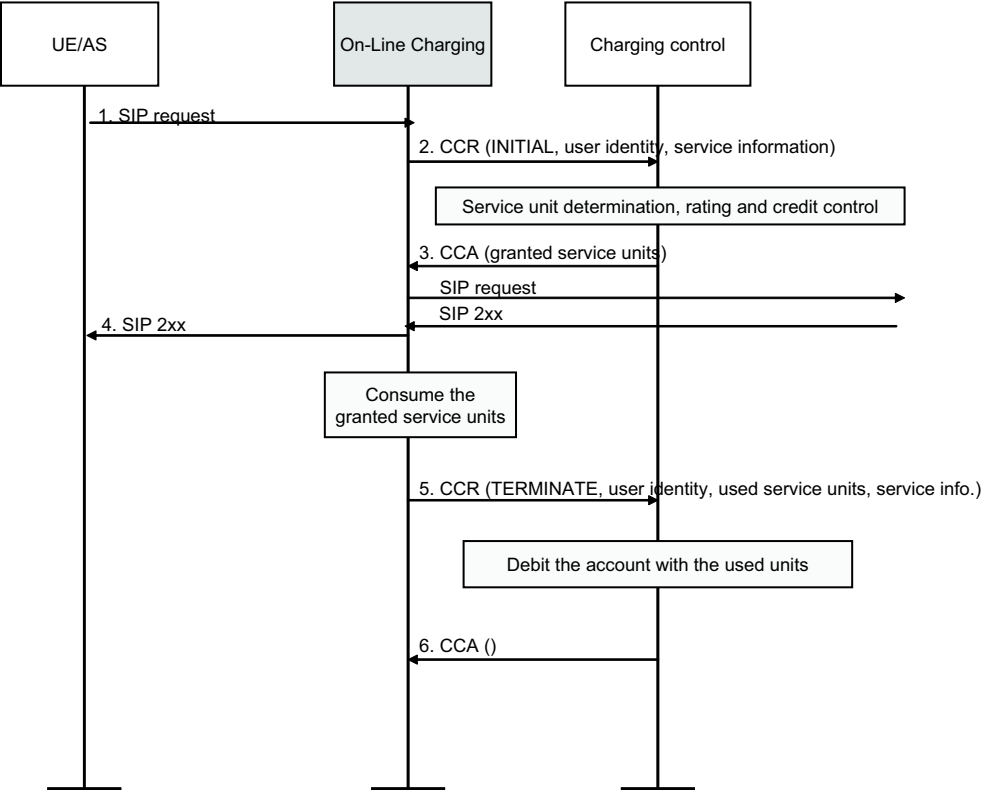 UE/AS
On-Line Charging
Charging control
1. SIP request
2. CCR (INITIAL, user identity, service information)
Service unit determination, rating and credit control
3. CCA (granted service units)
SIP request
SIP 2xx
4. SIP 2xx
Consume the
granted service units
5. CCR (TERMINATE, user identity, used service units, service info.)
Debit the account with the used units
6. CCA ()